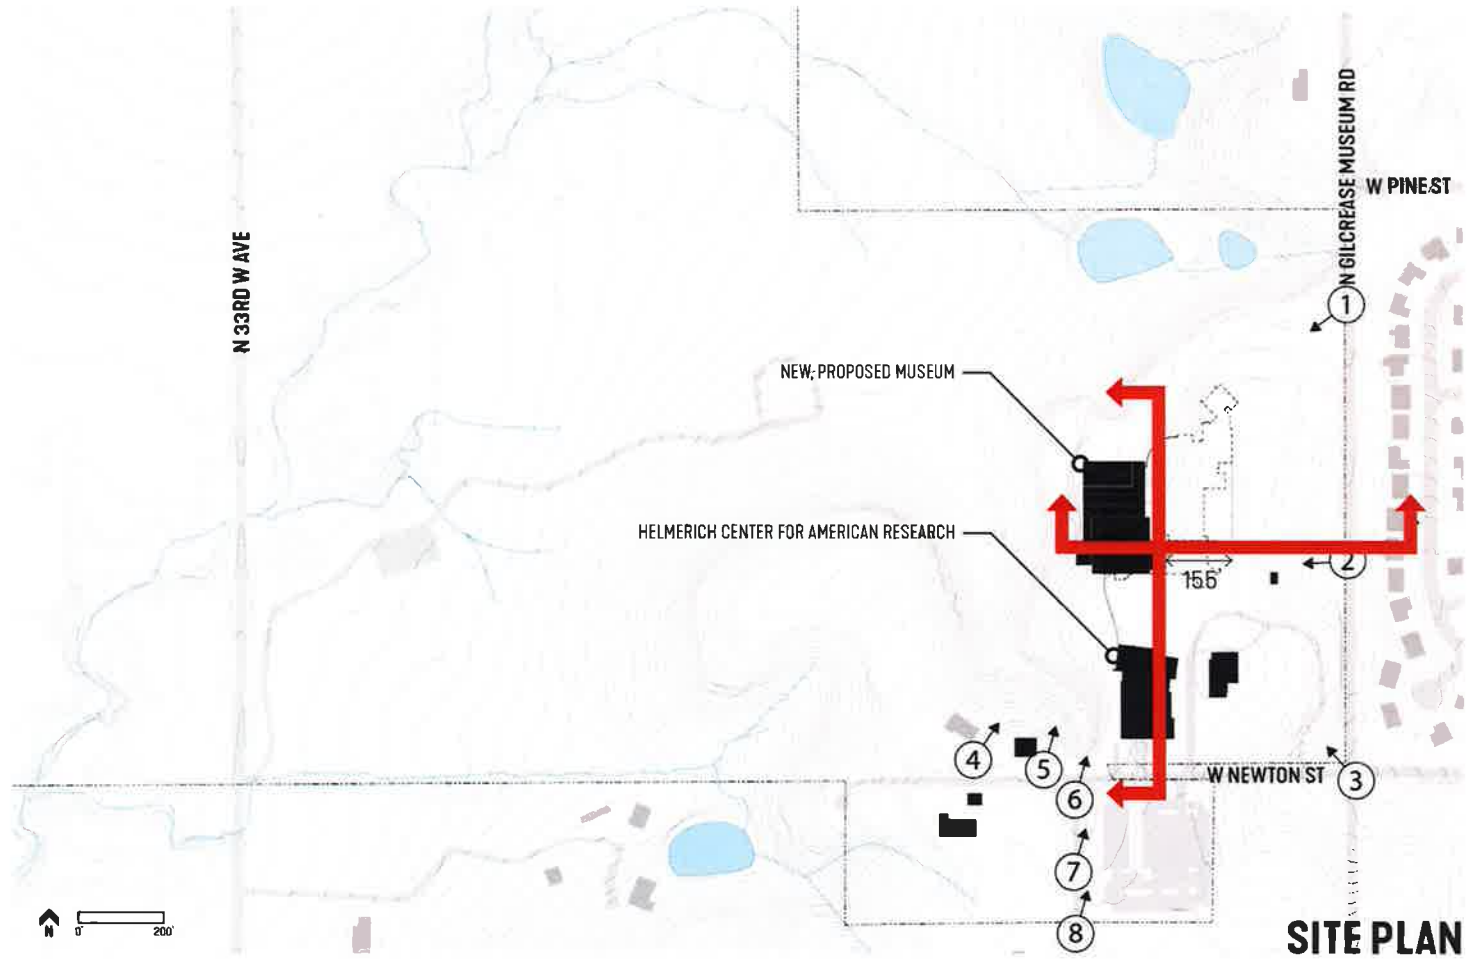 N GILCREASE MUSEUM RD
W PINE ST
N 33RD W AVE
1
NEW, PROPOSED MUSEUM
HELMERICH CENTER FOR AMERICAN RESEARCH
2
155
4
5
6
W NEWTON ST
3
7
8
N
0'
200'
SITE PLAN